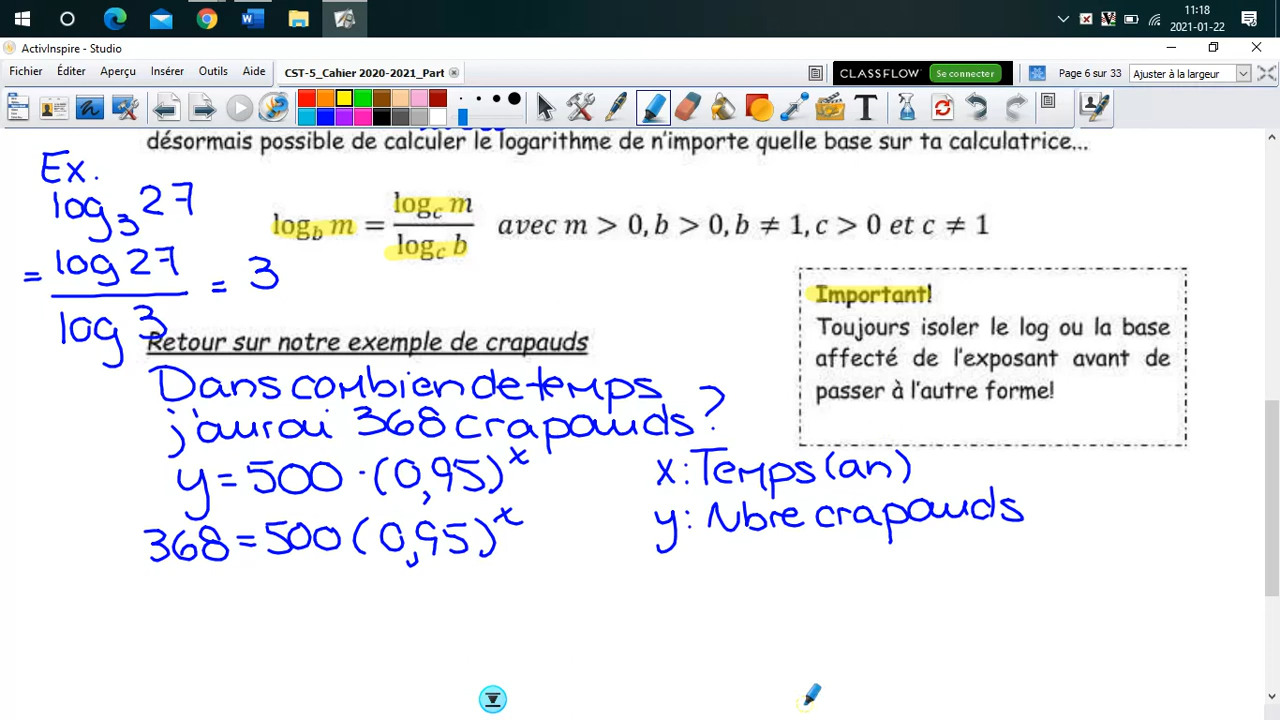 11:18
2021-01-22
ActivInspire - Studio
Fichier Éditer Aperçu Insérer Outils Aide CST-5_Cahier 2020-2021_Part CLASSFLOW Se connecter Page 6 sur 33 Ajuster à la largeur
désormais possible de calculer le logarithme de n'importe quelle base sur ta calculatrice...
Ex.
log₃ 27
= log 27 / log 3 = 3
log_b m = log_c m / log_c b avec m > 0, b > 0, b ≠ 1, c > 0 et c ≠ 1
Important!
Toujours isoler le log ou la base
affecté de l'exposant avant de
passer à l'autre forme!
Retour sur notre exemple de crapauds
Dans combien de temps
j'aurai 368 crapauds ?
y = 500 · (0,95)^x
368 = 500 (0,95)^x
x : Temps (an)
y : Nbre crapauds